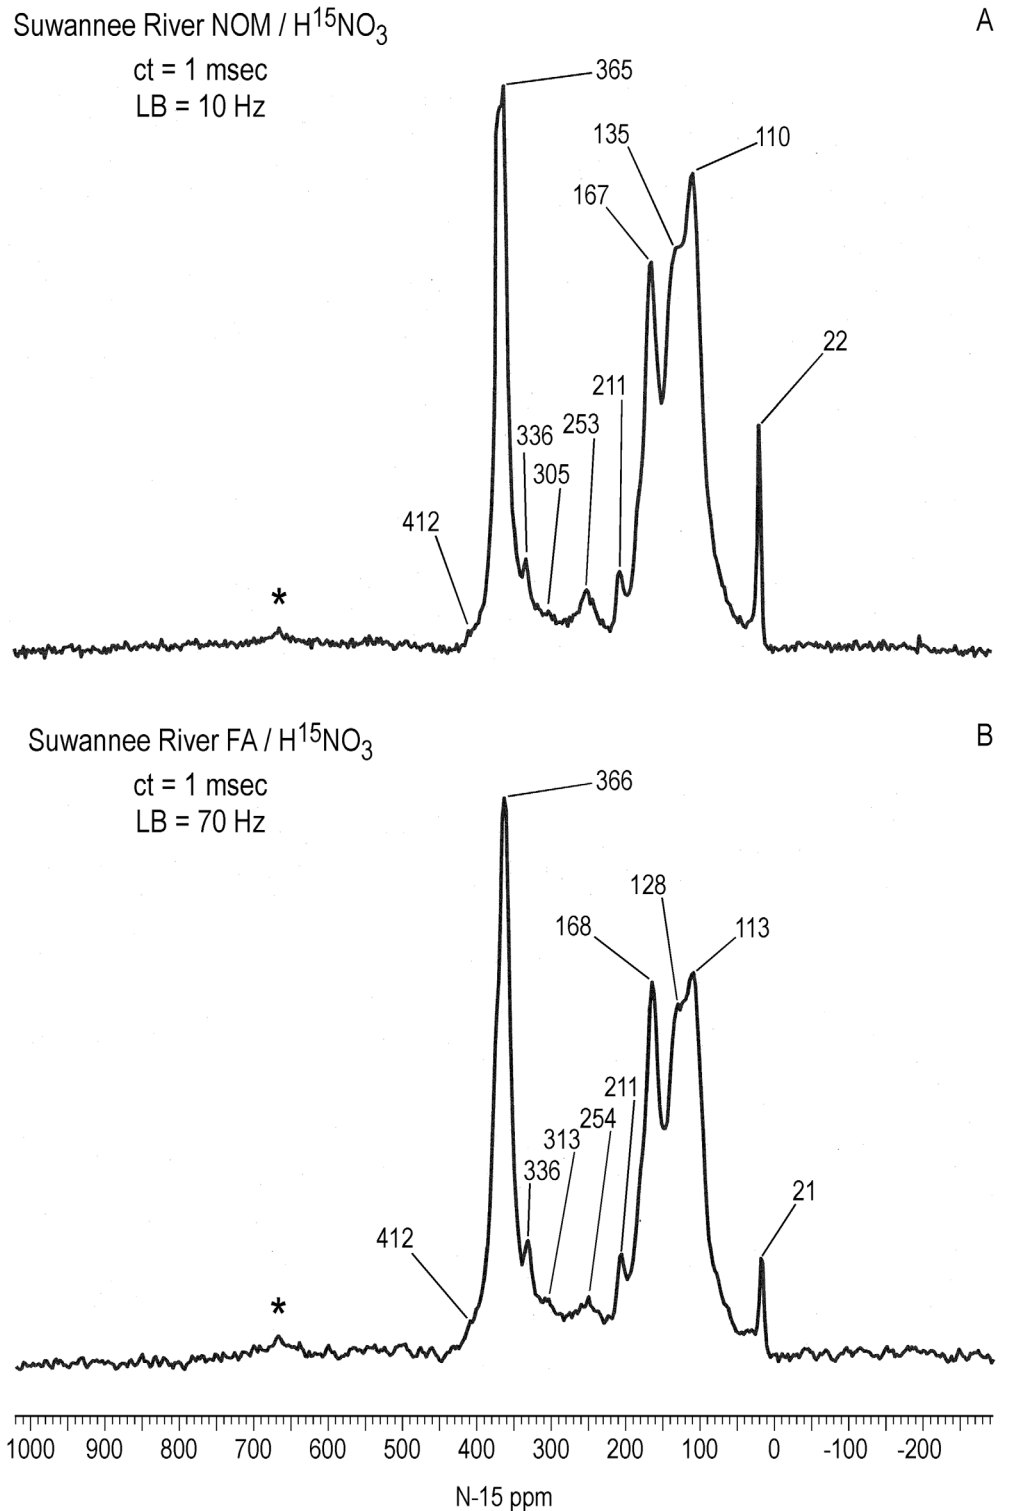 Suwannee River NOM / H15NO3
A
ct = 1 msec
LB = 10 Hz
365
135
110
167
22
211
253
336
305
412
*
Suwannee River FA / H15NO3
B
ct = 1 msec
LB = 70 Hz
366
128
168
113
211
254
313
336
21
412
*
1000 900 800 700 600 500 400 300 200 100 0 -100 -200
N-15 ppm